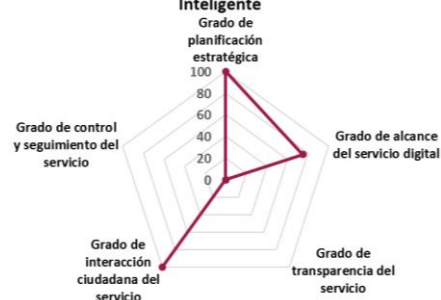 Inteligente
Grado de
planificación
estratégica
100
80
60
40
20
0
Grado de alcance
del servicio digital
Grado de
transparencia del
servicio
Grado de
interacción
ciudadana del
servicio
Grado de control
y seguimiento del
servicio